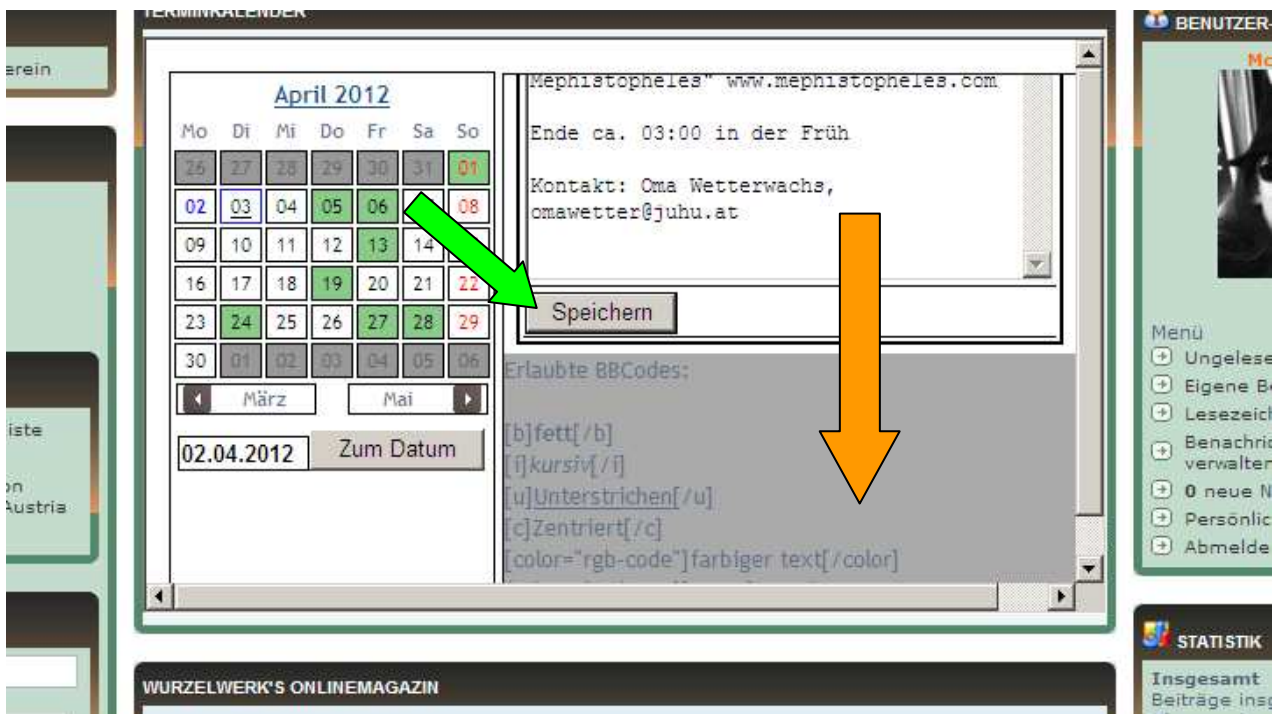 TERMINKALENDER
April 2012
Mo Di Mi Do Fr Sa So
26 27 28 29 30 31 01
02 03 04 05 06 08
09 10 11 12 13 14
16 17 18 19 20 21 22
23 24 25 26 27 28 29
30 01 02 03 04 05 06
März Mai
02.04.2012 Zum Datum
Mephistopheles" www.mephistopheles.com
Ende ca. 03:00 in der Früh
Kontakt: Oma Wetterwachs,
omawetter@juhu.at
Speichern
Erlaubte BBCodes:
[b]fett[/b]
[i]kursiv[/i]
[u]Unterstrichen[/u]
[c]Zentriert[/c]
[color="rgb-code"]farbiger text[/color]
WURZELWERK'S ONLINEMAGAZIN
erein
iste
on
Austria
BENUTZER-
Mo
Menü
Ungelese
Eigene Be
Lesezeich
Benachric
verwalten
0 neue N
Persönlic
Abmelde
STATISTIK
Insgesamt
Beiträge insg